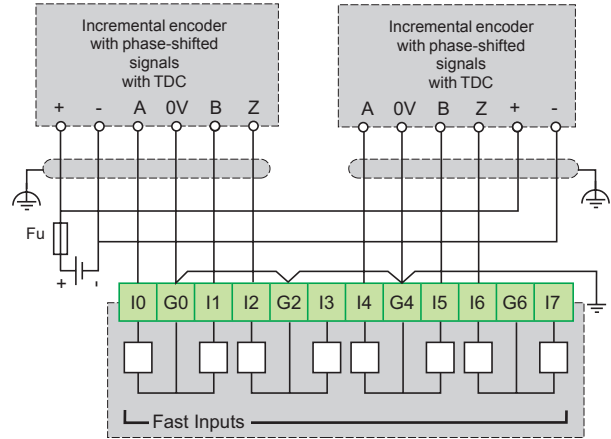 Incremental encoder
with phase-shifted
signals
with TDC
+ - A 0V B Z
Incremental encoder
with phase-shifted
signals
with TDC
A 0V B Z + -
Fu
+ -
I0 G0 I1 I2 G2 I3 I4 G4 I5 I6 G6 I7
Fast Inputs